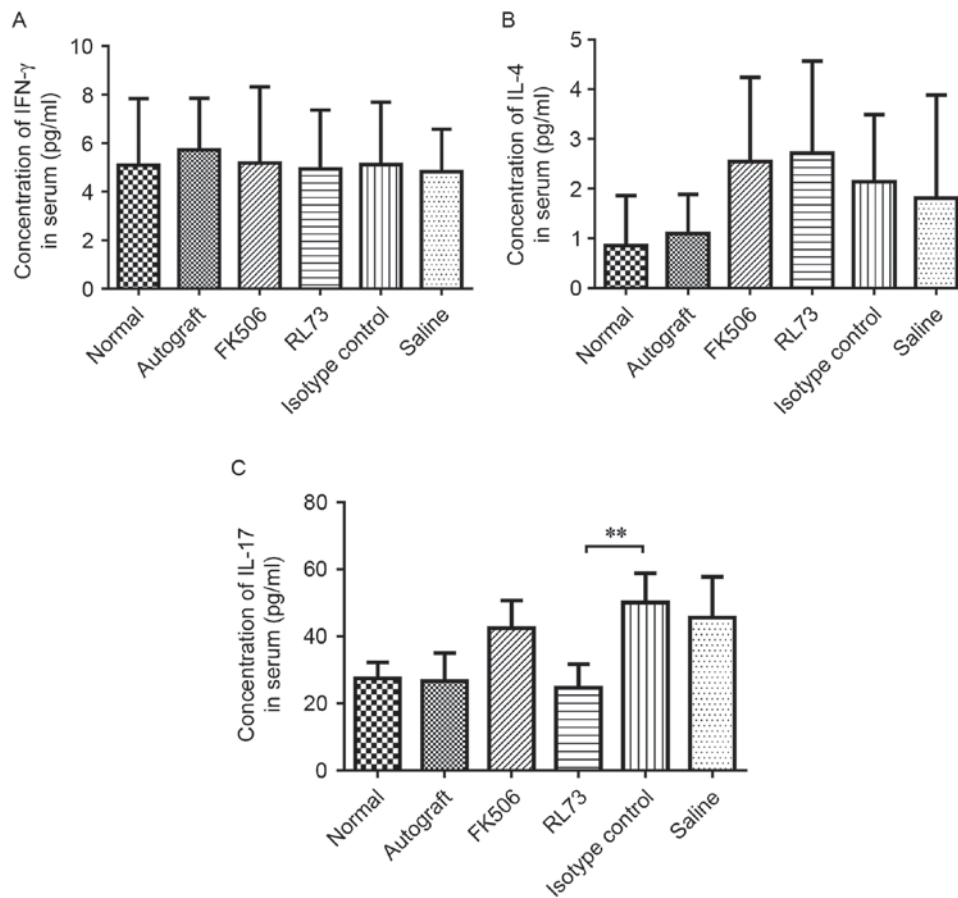 A
Concentration of IFN-γ
in serum (pg/ml)
10
8
6
4
2
0
Normal
Autograft
FK506
RL73
Isotype control
Saline
B
Concentration of IL-4
in serum (pg/ml)
5
4
3
2
1
0
Normal
Autograft
FK506
RL73
Isotype control
Saline
C
Concentration of IL-17
in serum (pg/ml)
80
60
40
20
0
**
Normal
Autograft
FK506
RL73
Isotype control
Saline